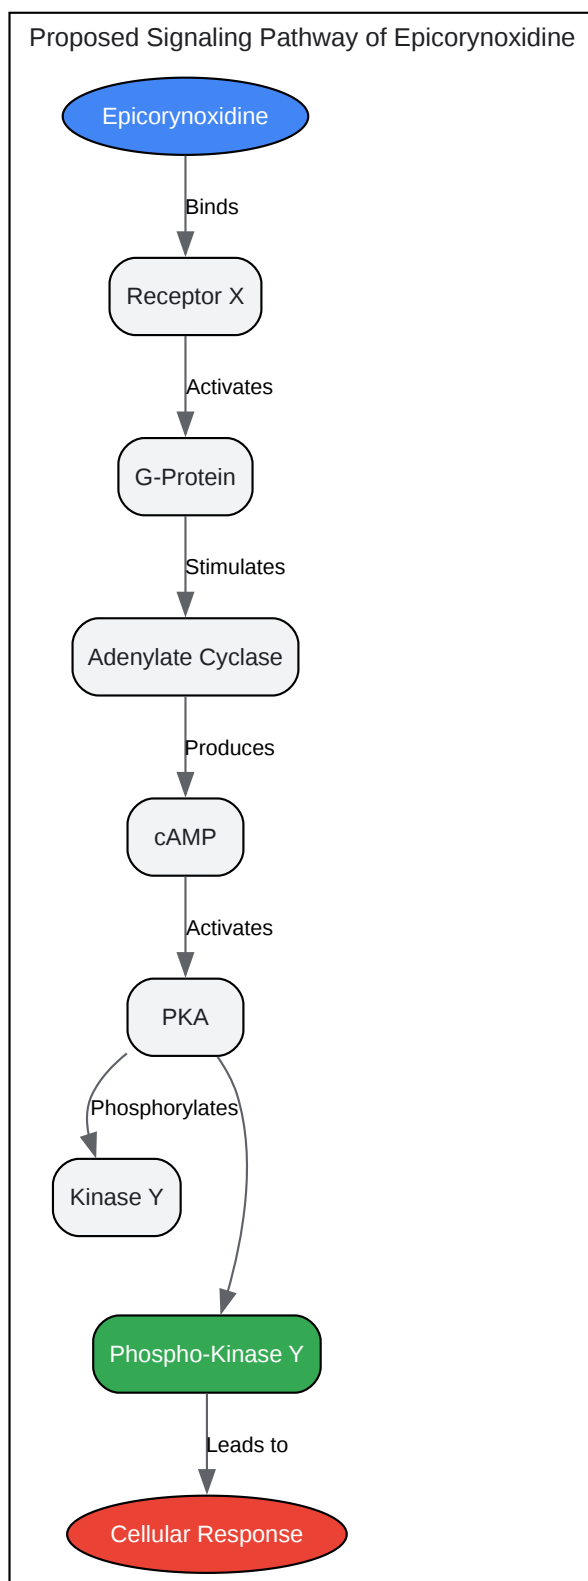 Proposed Signaling Pathway of Epicorynoxidine
Epicorynoxidine
Binds
Receptor X
Activates
G-Protein
Stimulates
Adenylate Cyclase
Produces
cAMP
Activates
PKA
Phosphorylates
Kinase Y
Phospho-Kinase Y
Leads to
Cellular Response